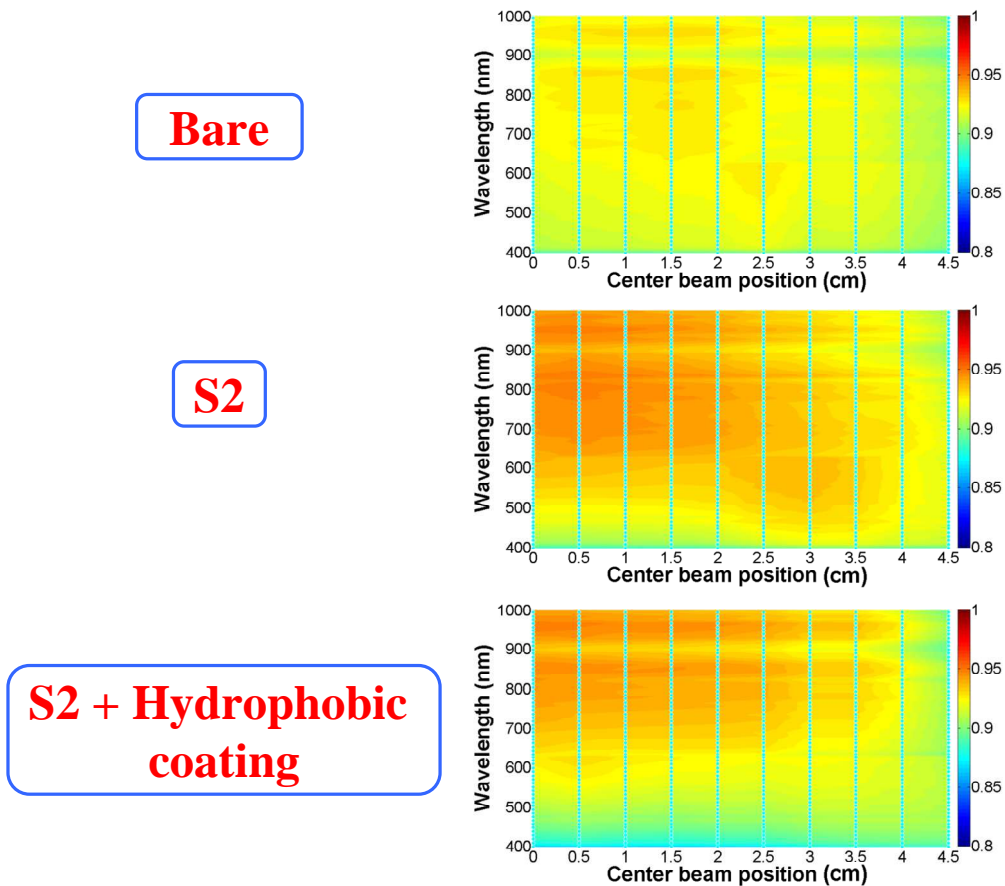 Bare
Wavelength (nm)
1000
900
800
700
600
500
400
0 0.5 1 1.5 2 2.5 3 3.5 4 4.5
Center beam position (cm)
1
0.95
0.9
0.85
0.8
S2
Wavelength (nm)
1000
900
800
700
600
500
400
0 0.5 1 1.5 2 2.5 3 3.5 4 4.5
Center beam position (cm)
1
0.95
0.9
0.85
0.8
S2 + Hydrophobic
coating
Wavelength (nm)
1000
900
800
700
600
500
400
0 0.5 1 1.5 2 2.5 3 3.5 4 4.5
Center beam position (cm)
1
0.95
0.9
0.85
0.8